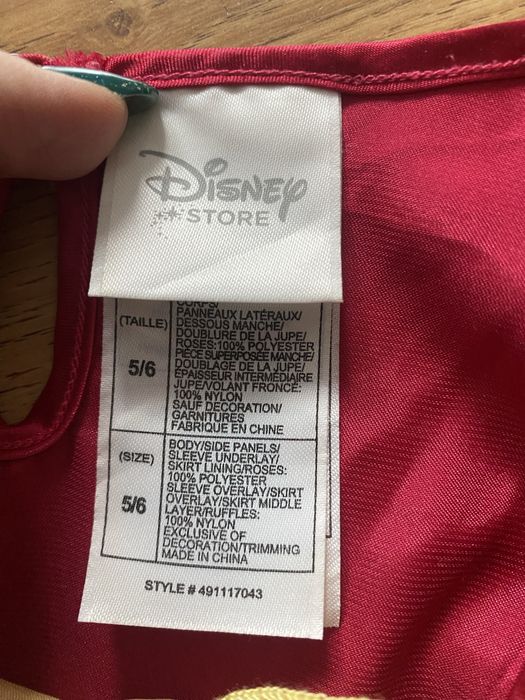 Disney
STORE
CORPS/
PANNEAUX LATÉRAUX/
(TAILLE)
DESSOUS MANCHE/
DOUBLURE DE LA JUPE/
ROSES:100% POLYESTER
PIÈCE SUPERPOSÉE MANCHE/
5/6
DOUBLAGE DE LA JUPE/
ÉPAISSEUR INTERMÉDIAIRE
JUPE/VOLANT FRONCÉ:
100% NYLON
SAUF DECORATION/
GARNITURES
FABRIQUE EN CHINE
BODY/SIDE PANELS/
(SIZE)
SLEEVE UNDERLAY/
SKIRT LINING/ROSES:
100% POLYESTER
SLEEVE OVERLAY/SKIRT
5/6
OVERLAY/SKIRT MIDDLE
LAYER/RUFFLES:
100% NYLON
EXCLUSIVE OF
DECORATION/TRIMMING
MADE IN CHINA
STYLE # 491117043